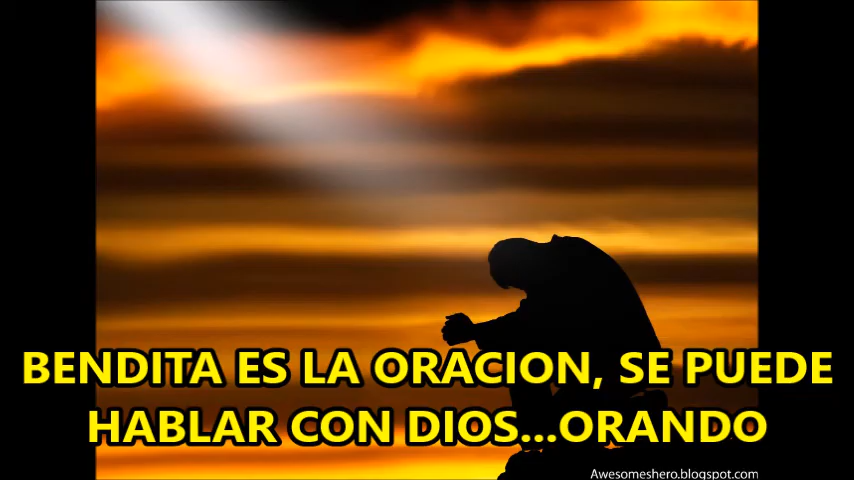 BENDITA ES LA ORACION, SE PUEDE
HABLAR CON DIOS...ORANDO
Awesomeshero.blogspot.com